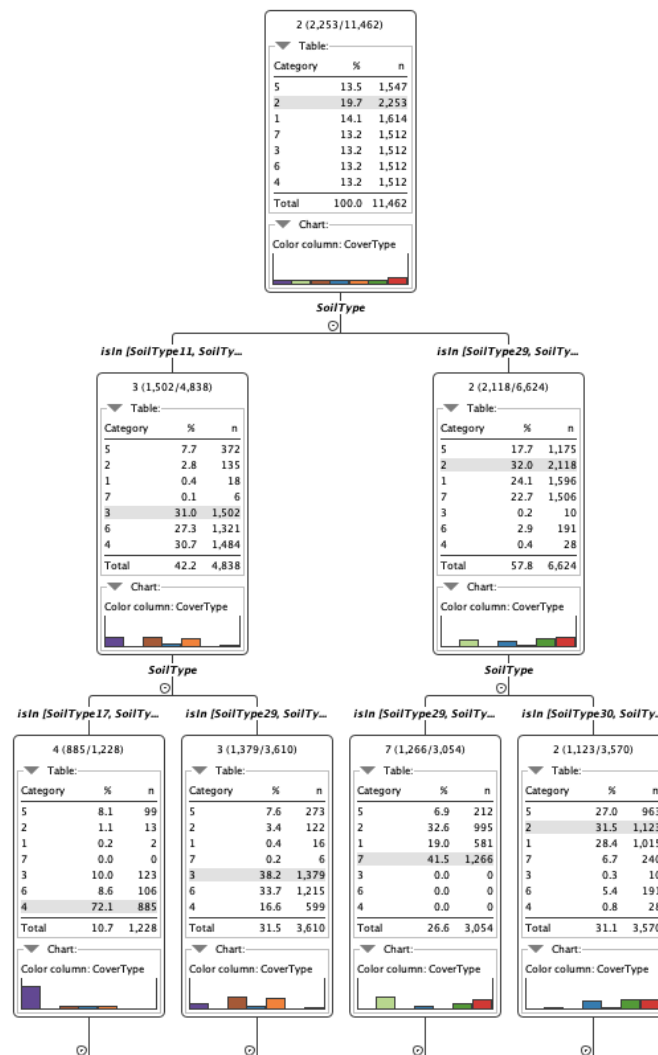 2 (2,253/11,462)
Table:
Category % n
5 13.5 1,547
2 19.7 2,253
1 14.1 1,614
7 13.2 1,512
3 13.2 1,512
6 13.2 1,512
4 13.2 1,512
Total 100.0 11,462
Chart:
Color column: CoverType
SoilType
isIn [SoilType11, SoilTy...
3 (1,502/4,838)
Table:
Category % n
5 7.7 372
2 2.8 135
1 0.4 18
7 0.1 6
3 31.0 1,502
6 27.3 1,321
4 30.7 1,484
Total 42.2 4,838
Chart:
Color column: CoverType
SoilType
isIn [SoilType29, SoilTy...
2 (2,118/6,624)
Table:
Category % n
5 17.7 1,175
2 32.0 2,118
1 24.1 1,596
7 22.7 1,506
3 0.2 10
6 2.9 191
4 0.4 28
Total 57.8 6,624
Chart:
Color column: CoverType
SoilType
isIn [SoilType17, SoilTy...
4 (885/1,228)
Table:
Category % n
5 8.1 99
2 1.1 13
1 0.2 2
7 0.0 0
3 10.0 123
6 8.6 106
4 72.1 885
Total 10.7 1,228
Chart:
Color column: CoverType
isIn [SoilType29, SoilTy...
3 (1,379/3,610)
Table:
Category % n
5 7.6 273
2 3.4 122
1 0.4 16
7 0.2 6
3 38.2 1,379
6 33.7 1,215
4 16.6 599
Total 31.5 3,610
Chart:
Color column: CoverType
isIn [SoilType29, SoilTy...
7 (1,266/3,054)
Table:
Category % n
5 6.9 212
2 32.6 995
1 19.0 581
7 41.5 1,266
3 0.0 0
6 0.0 0
4 0.0 0
Total 26.6 3,054
Chart:
Color column: CoverType
isIn [SoilType30, SoilTy..
2 (1,123/3,570)
Table:
Category % n
5 27.0 963
2 31.5 1,123
1 28.4 1,015
7 6.7 240
3 0.3 10
6 5.4 191
4 0.8 28
Total 31.1 3,570
Chart:
Color column: CoverType